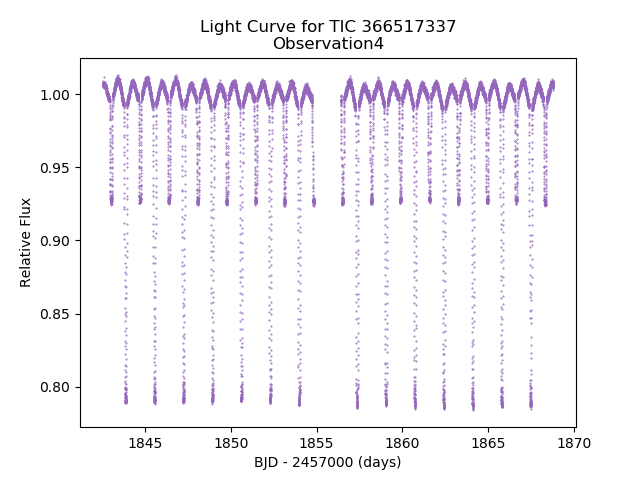 Light Curve for TIC 366517337
Observation4
Relative Flux
1.00
0.95
0.90
0.85
0.80
1845
1850
1855
1860
1865
1870
BJD - 2457000 (days)